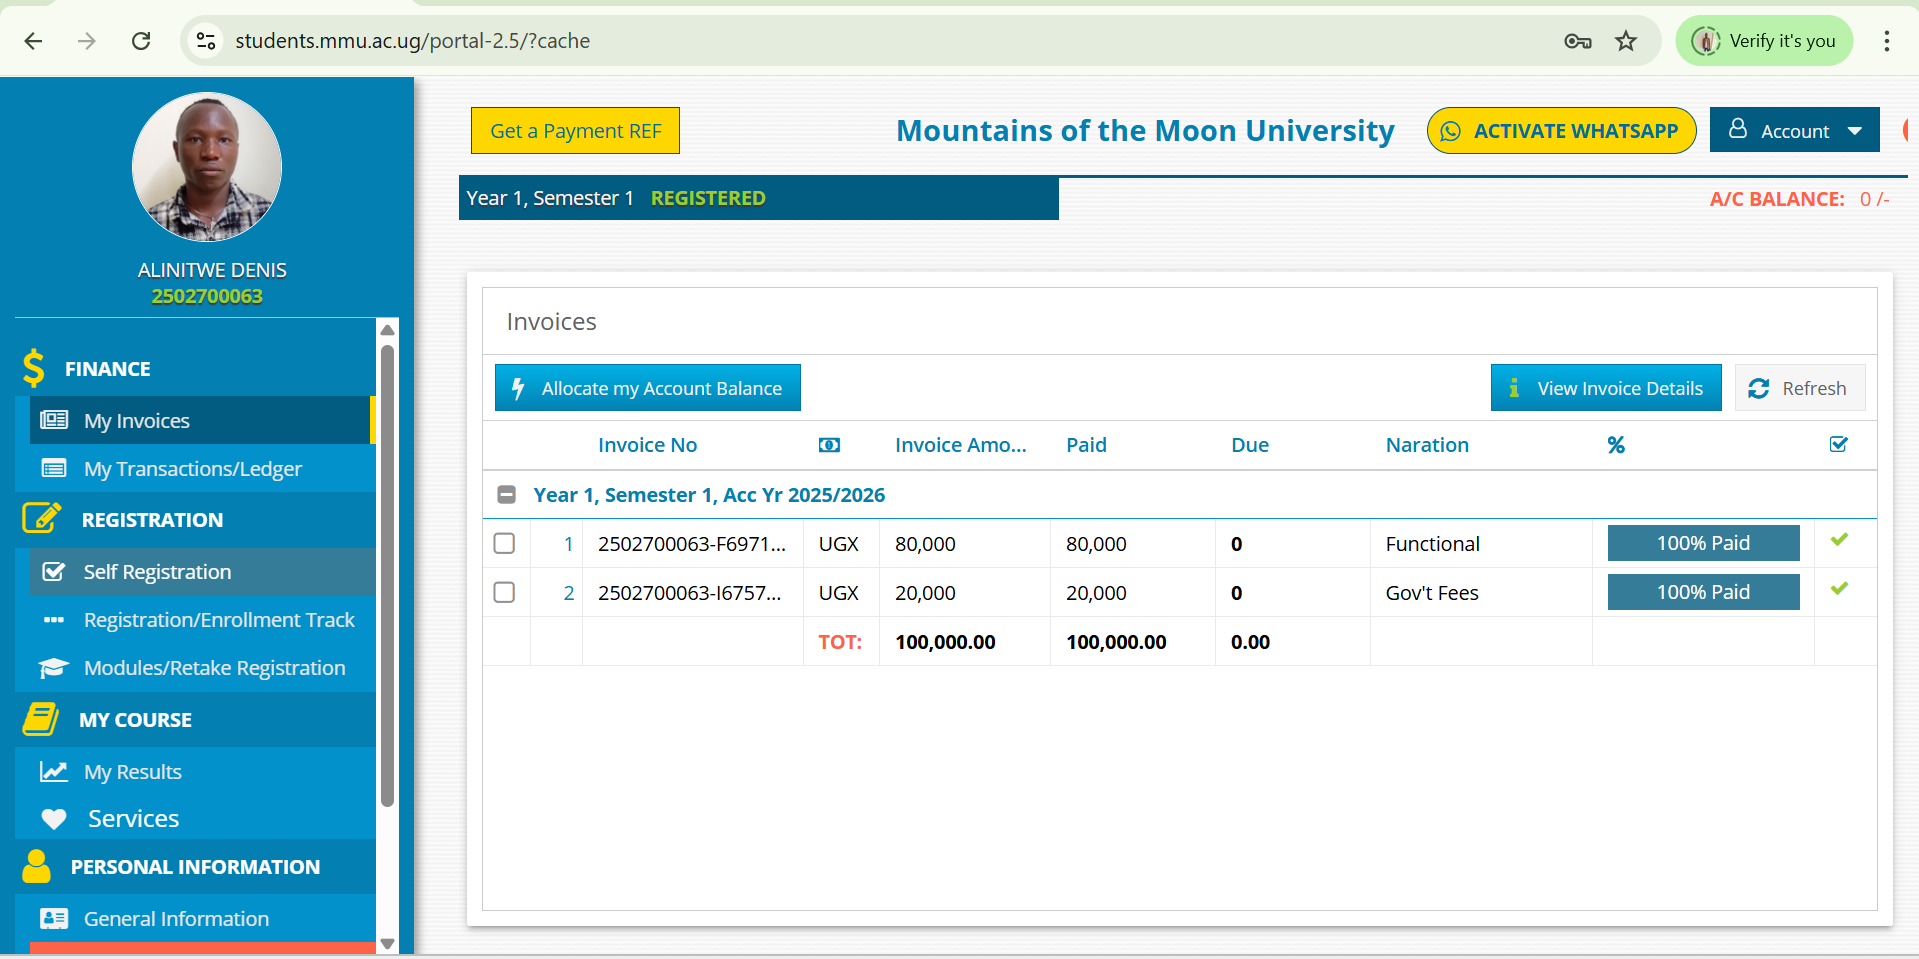 students.mmu.ac.ug/portal-2.5/?cache
Verify it's you
ALINITWE DENIS
2502700063
FINANCE
My Invoices
My Transactions/Ledger
REGISTRATION
Self Registration
Registration/Enrollment Track
Modules/Retake Registration
MY COURSE
My Results
Services
PERSONAL INFORMATION
General Information
Get a Payment REF
Mountains of the Moon University
ACTIVATE WHATSAPP
Account
Year 1, Semester 1 REGISTERED
A/C BALANCE: 0 /-
Invoices
Allocate my Account Balance
View Invoice Details
Refresh
Invoice No Invoice Amo... Paid Due Naration %
Year 1, Semester 1, Acc Yr 2025/2026
1 2502700063-F6971... UGX 80,000 80,000 0 Functional 100% Paid
2 2502700063-I6757... UGX 20,000 20,000 0 Gov't Fees 100% Paid
TOT: 100,000.00 100,000.00 0.00